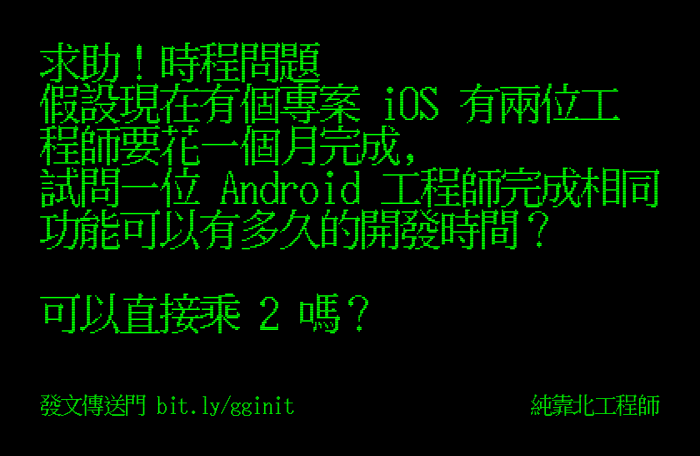 求助！時程問題
假設現在有個專案 iOS 有兩位工
程師要花一個月完成,
試問一位 Android 工程師完成相同
功能可以有多久的開發時間？
可以直接乘 2 嗎？
發文傳送門 bit.ly/gginit
純靠北工程師